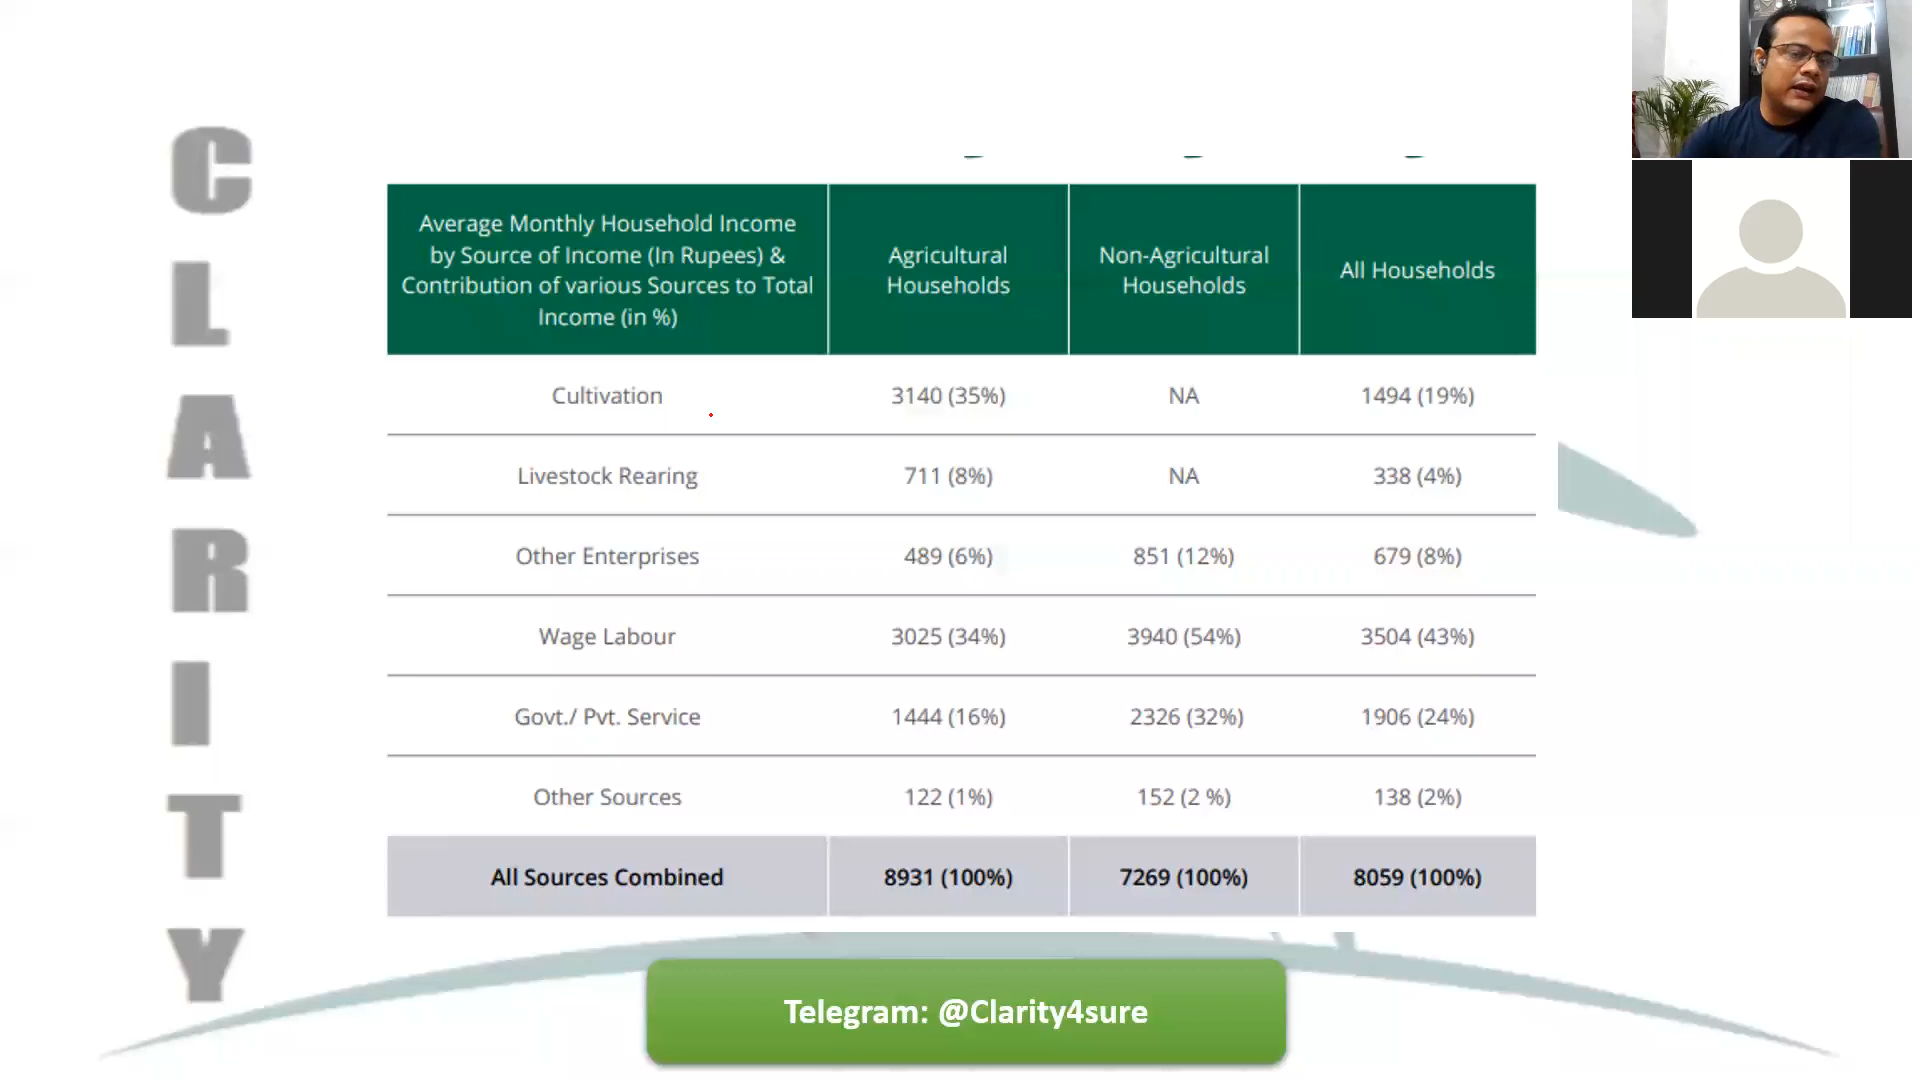 CLARITY
Average Monthly Household Income
by Source of Income (In Rupees) &
Contribution of various Sources to Total
Income (in %)
Agricultural
Households
Non-Agricultural
Households
All Households
Cultivation 3140 (35%) NA 1494 (19%)
Livestock Rearing 711 (8%) NA 338 (4%)
Other Enterprises 489 (6%) 851 (12%) 679 (8%)
Wage Labour 3025 (34%) 3940 (54%) 3504 (43%)
Govt./ Pvt. Service 1444 (16%) 2326 (32%) 1906 (24%)
Other Sources 122 (1%) 152 (2 %) 138 (2%)
All Sources Combined 8931 (100%) 7269 (100%) 8059 (100%)
Telegram: @Clarity4sure